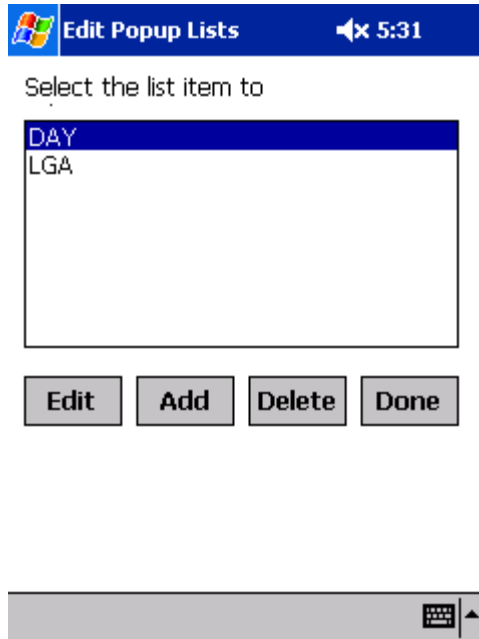 Edit Popup Lists 5:31
Select the list item to
DAY
LGA
Edit Add Delete Done